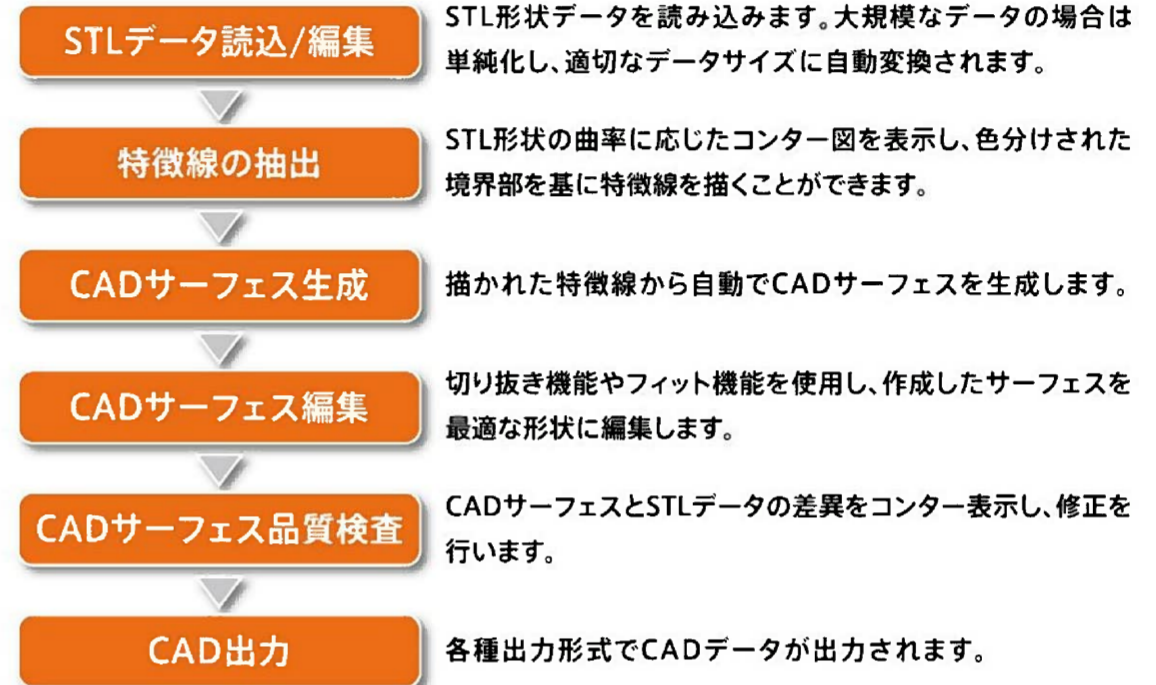 STLデータ読込/編集
STL形状データを読み込みます。大規模なデータの場合は
単純化し、適切なデータサイズに自動変換されます。
特徴線の抽出
STL形状の曲率に応じたコンター図を表示し、色分けされた
境界部を基に特徴線を描くことができます。
CADサーフェス生成
描かれた特徴線から自動でCADサーフェスを生成します。
CADサーフェス編集
切り抜き機能やフィット機能を使用し、作成したサーフェスを
最適な形状に編集します。
CADサーフェス品質検査
CADサーフェスとSTLデータの差異をコンター表示し、修正を
行います。
CAD出力
各種出力形式でCADデータが出力されます。